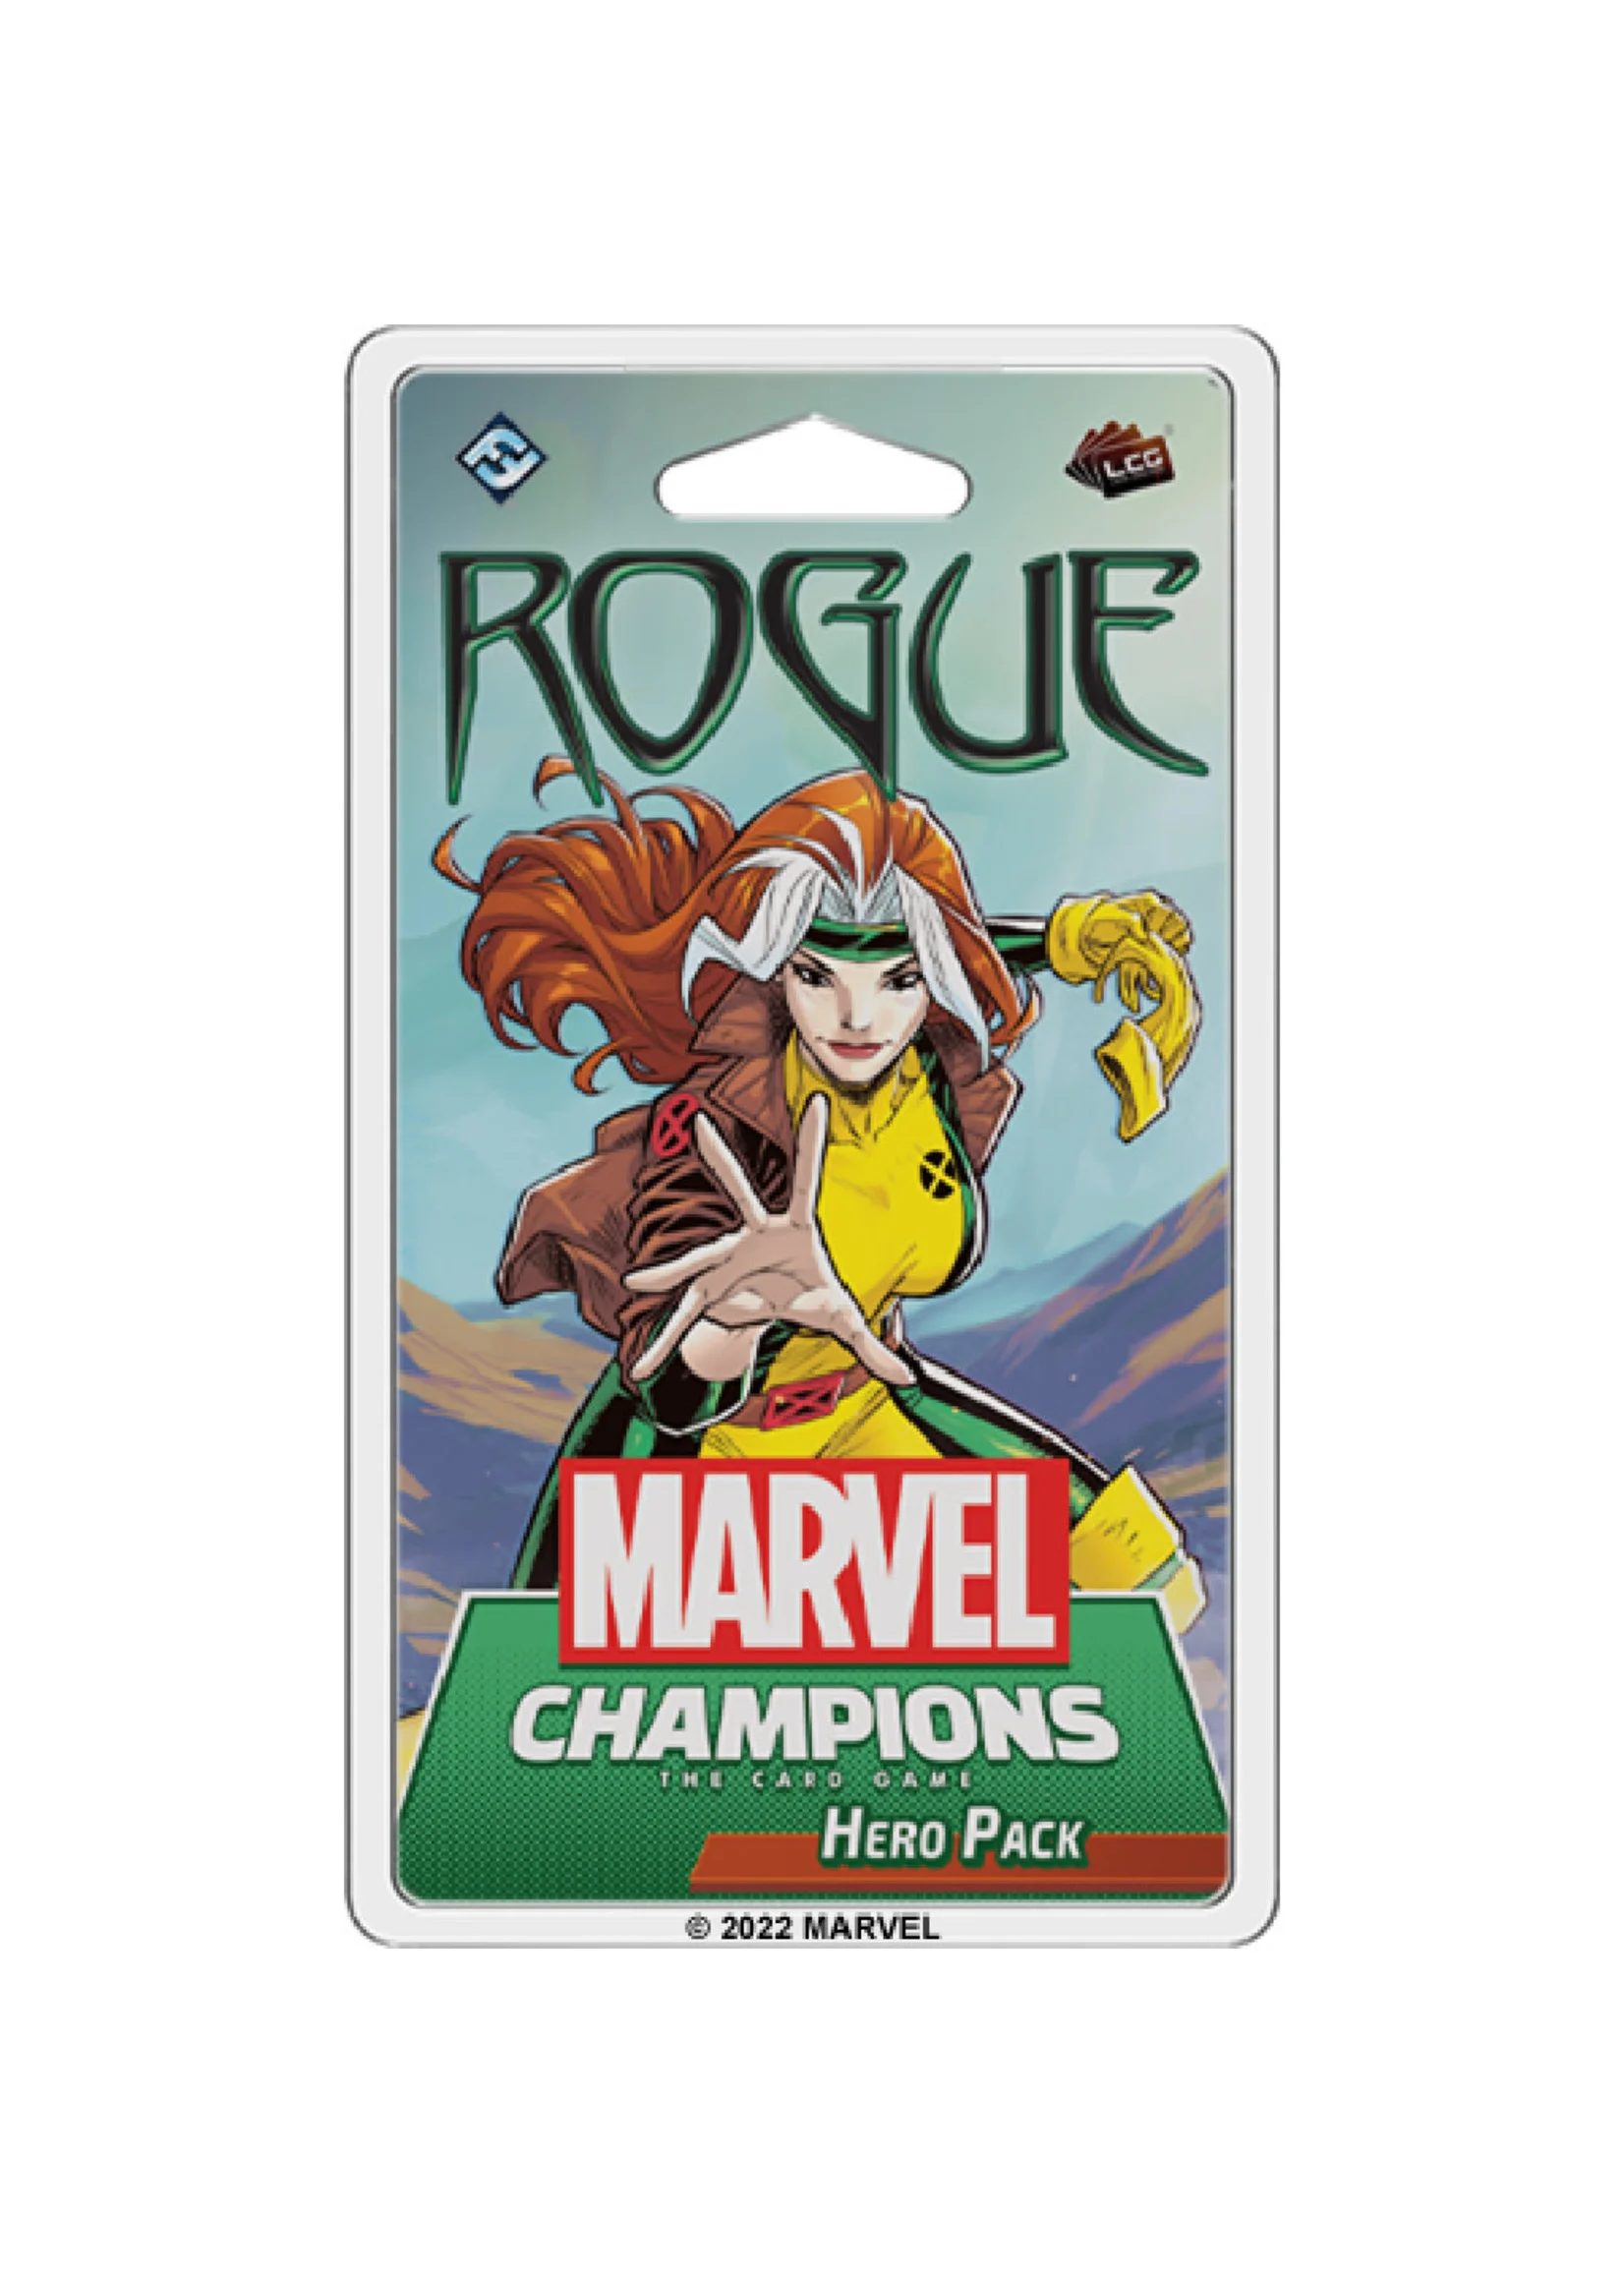 LCG
ROGUE
MARVEL
CHAMPIONS
THE CARD GAME
HERO PACK
© 2022 MARVEL